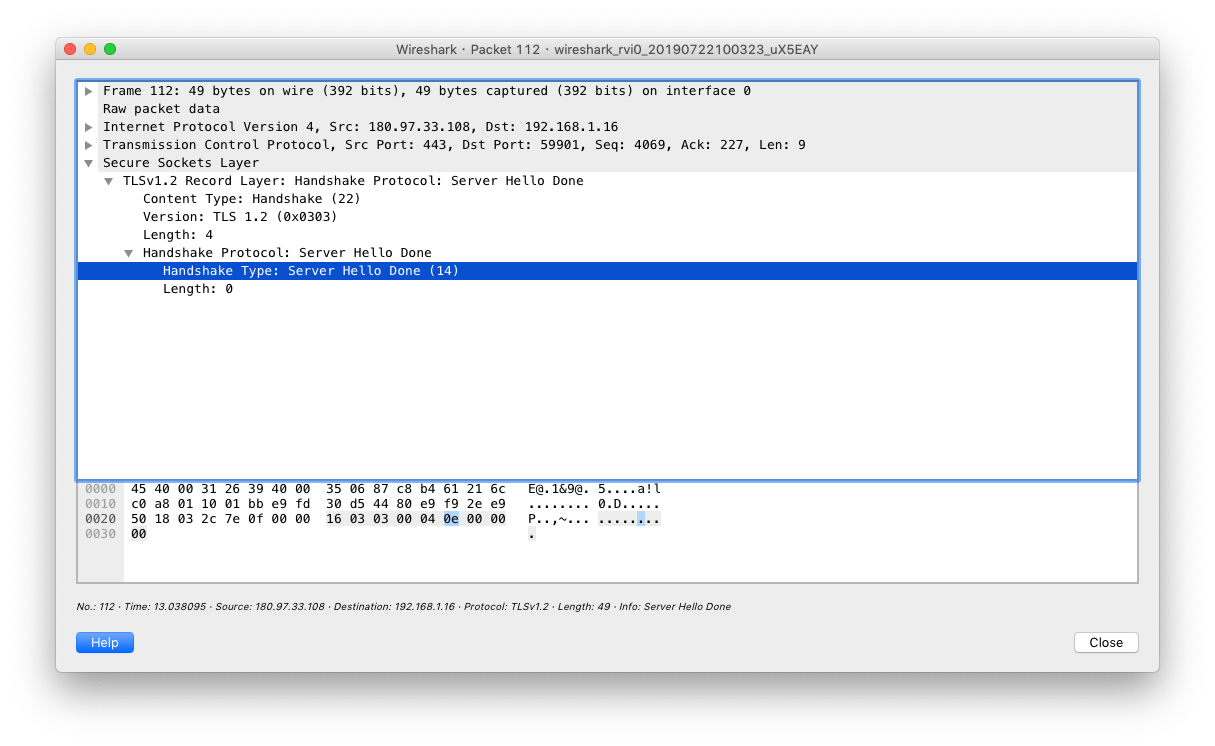 Wireshark · Packet 112 · wireshark_rvi0_20190722100323_uX5EAY
Frame 112: 49 bytes on wire (392 bits), 49 bytes captured (392 bits) on interface 0
Raw packet data
Internet Protocol Version 4, Src: 180.97.33.108, Dst: 192.168.1.16
Transmission Control Protocol, Src Port: 443, Dst Port: 59901, Seq: 4069, Ack: 227, Len: 9
Secure Sockets Layer
TLSv1.2 Record Layer: Handshake Protocol: Server Hello Done
Content Type: Handshake (22)
Version: TLS 1.2 (0x0303)
Length: 4
Handshake Protocol: Server Hello Done
Handshake Type: Server Hello Done (14)
Length: 0
0000 45 40 00 31 26 39 40 00 35 06 87 c8 b4 61 21 6c E@.1&9@. 5....a!l
0010 c0 a8 01 10 01 bb e9 fd 30 d5 44 80 e9 f9 2e e9 ........ 0.D.....
0020 50 18 03 2c 7e 0f 00 00 16 03 03 00 04 0e 00 00 P..,~... ........
0030 00 .
No.: 112 · Time: 13.038095 · Source: 180.97.33.108 · Destination: 192.168.1.16 · Protocol: TLSv1.2 · Length: 49 · Info: Server Hello Done
Help
Close